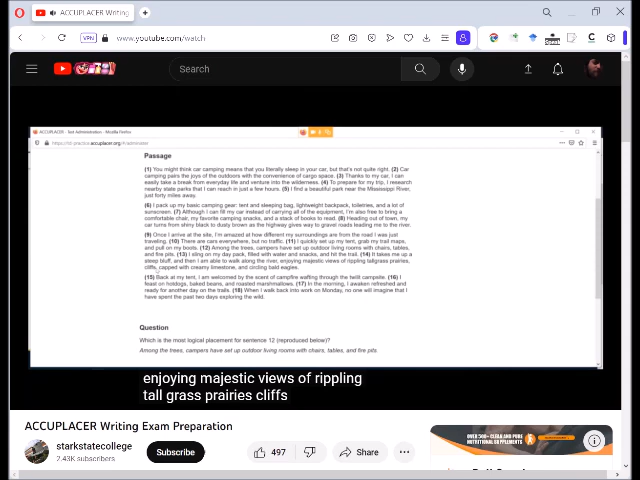 ACCUPLACER Writing
VPN
www.youtube.com/watch
Search
ACCUPLACER - Test Administration - Mozilla Firefox
Passage
(1) You might think car camping means that you literally sleep in your car, but that's not quite right. (2) Car
camping pairs the joys of the outdoors with the convenience of cargo space. (3) Thanks to my car, I can
easily take a break from everyday life and venture into the wilderness. (4) To prepare for my trip, I research
nearby state parks that I can reach in just a few hours. (5) I find a beautiful park near the Mississippi River,
just forty miles away.
(6) I pack up my basic camping gear: tent and sleeping bag, lightweight backpack, toiletries, and a lot of
sunscreen. (7) Although I can fill my car instead of carrying all of the equipment, I'm also free to bring a
comfortable chair, my favorite camping snacks, and a stack of books to read. (8) Heading out of town, my
car turns from shiny black to dusty brown as the highway gives way to gravel roads leading me to the river.
(9) Once I arrive at the site, I'm amazed at how different my surroundings are from the road I was just
traveling. (10) There are cars everywhere, but no traffic. (11) I quickly set up my tent, grab my trail maps,
and pull on my boots. (12) Among the trees, campers have set up outdoor living rooms with chairs, tables,
and fire pits. (13) I sling on my day pack, filled with water and snacks, and hit the trail. (14) It takes me up a
steep bluff, and then I am able to walk along the river, enjoying majestic views of rippling tallgrass prairies,
cliffs, capped with creamy limestone, and circling bald eagles.
(15) Back at my tent, I am welcomed by the scent of campfire wafting through the twilit campsite. (16) I
feast on hotdogs, baked beans, and roasted marshmallows. (17) In the morning, I awaken refreshed and
ready for another day on the trails. (18) When I walk back into work on Monday, no one will imagine that I
have spent the past two days exploring the wild.
Question
Which is the most logical placement for sentence 12 (reproduced below)?
Among the trees, campers have set up outdoor living rooms with chairs, tables, and fire pits.
enjoying majestic views of rippling
tall grass prairies cliffs
ACCUPLACER Writing Exam Preparation
starkstatecollege
2.43K subscribers
Subscribe
497
Share
OVER 500+ CLEAN AND PURE
NUTRITIONAL SUPPLEMENTS